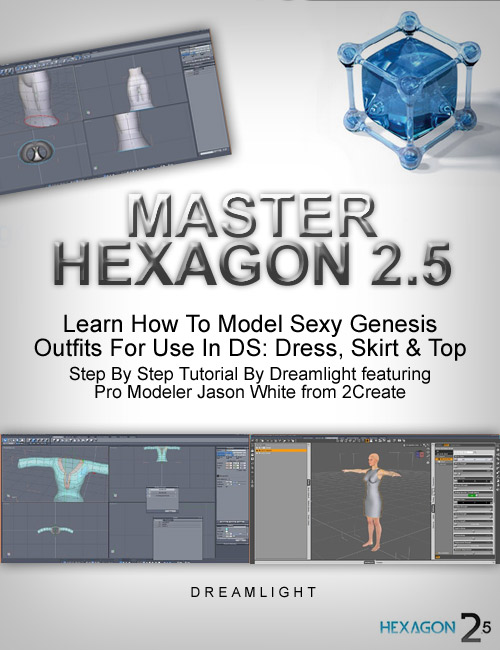 MASTER
HEXAGON 2.5
Learn How To Model Sexy Genesis
Outfits For Use In DS: Dress, Skirt & Top
Step By Step Tutorial By Dreamlight featuring
Pro Modeler Jason White from 2Create
DREAMLIGHT
HEXAGON 2 5